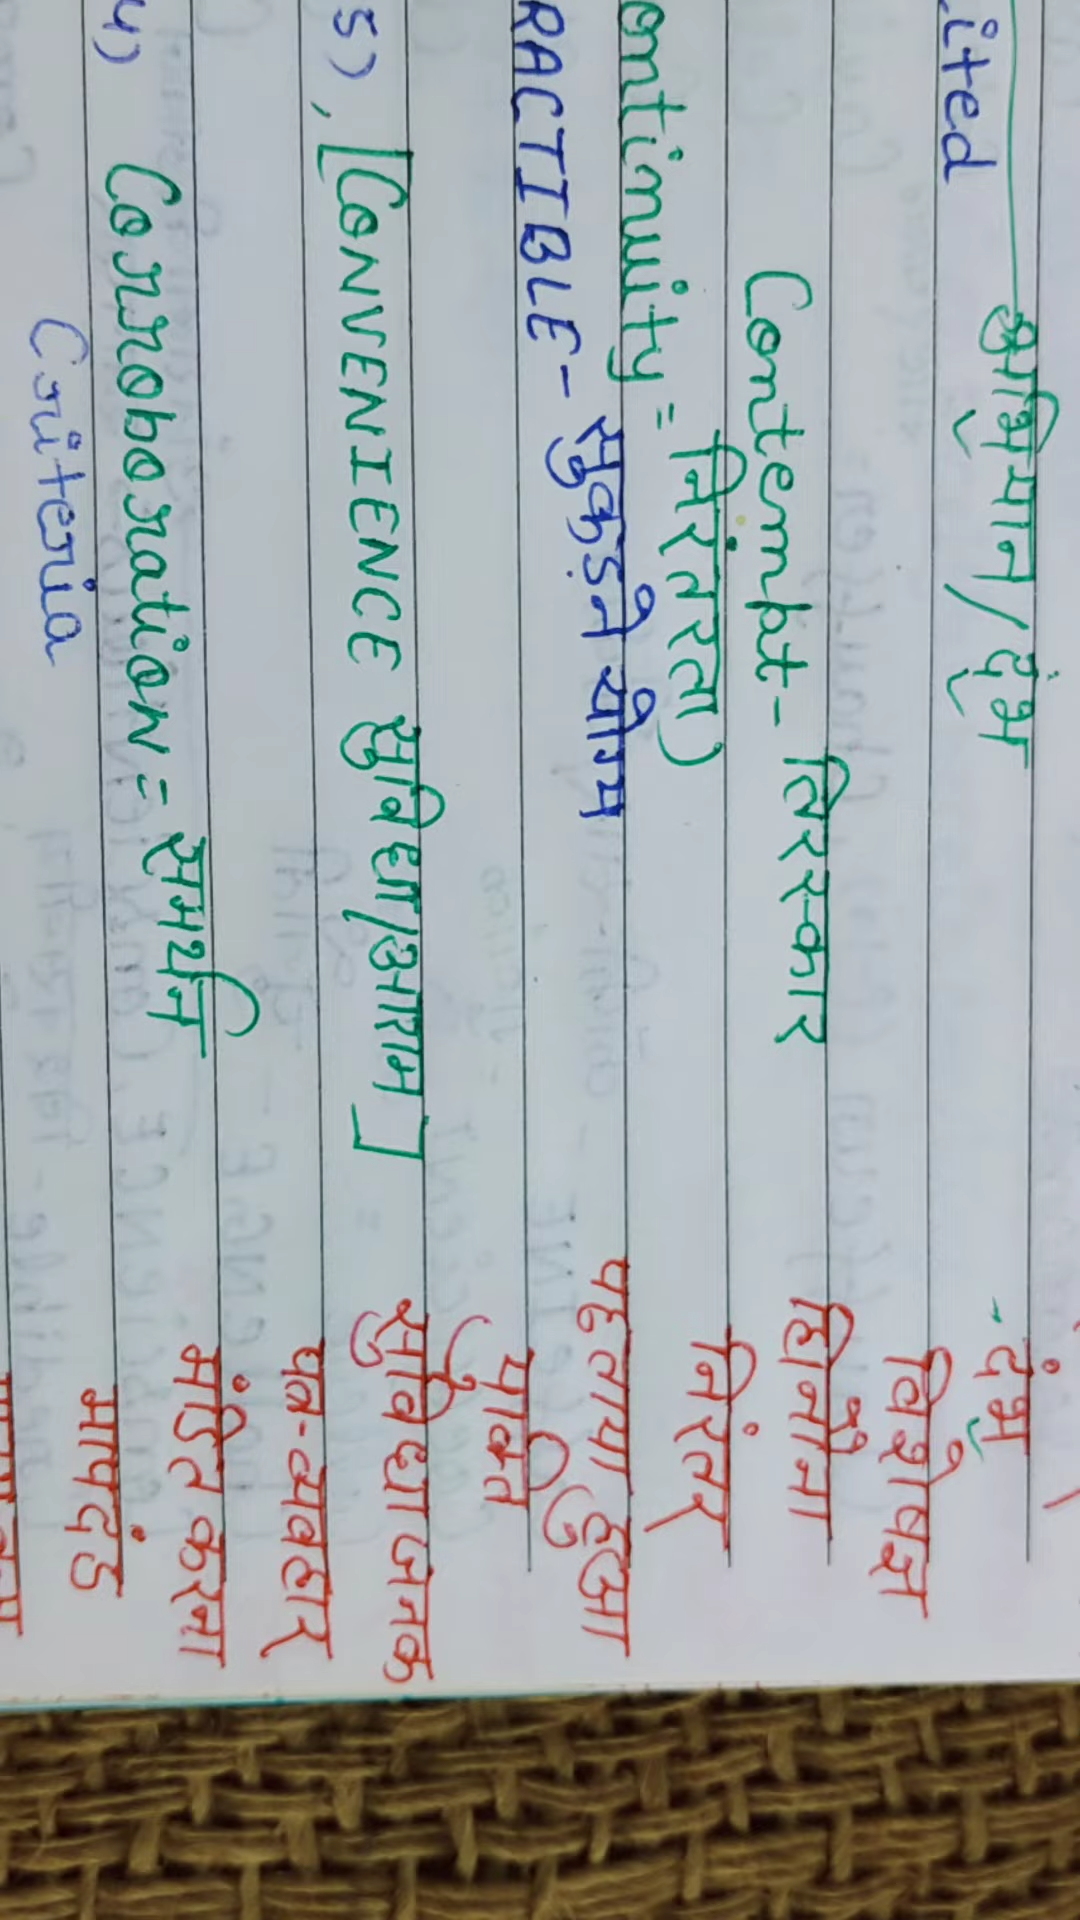 ited अभिमान/दंभ - दंभ
विशेषज्ञ
Contempt - तिरस्कार घिनौना
ontinuity = निरंतरता) निरंतर
RACTIBLE - सुकड़ने योग्य पहलाया हुआ
5), [CONVENIENCE सुविधा/आराम] सुविधाजनक
पत्र-व्यवहार
4) Corroboration = समर्थन मंडित करना
Criteria मापदंड